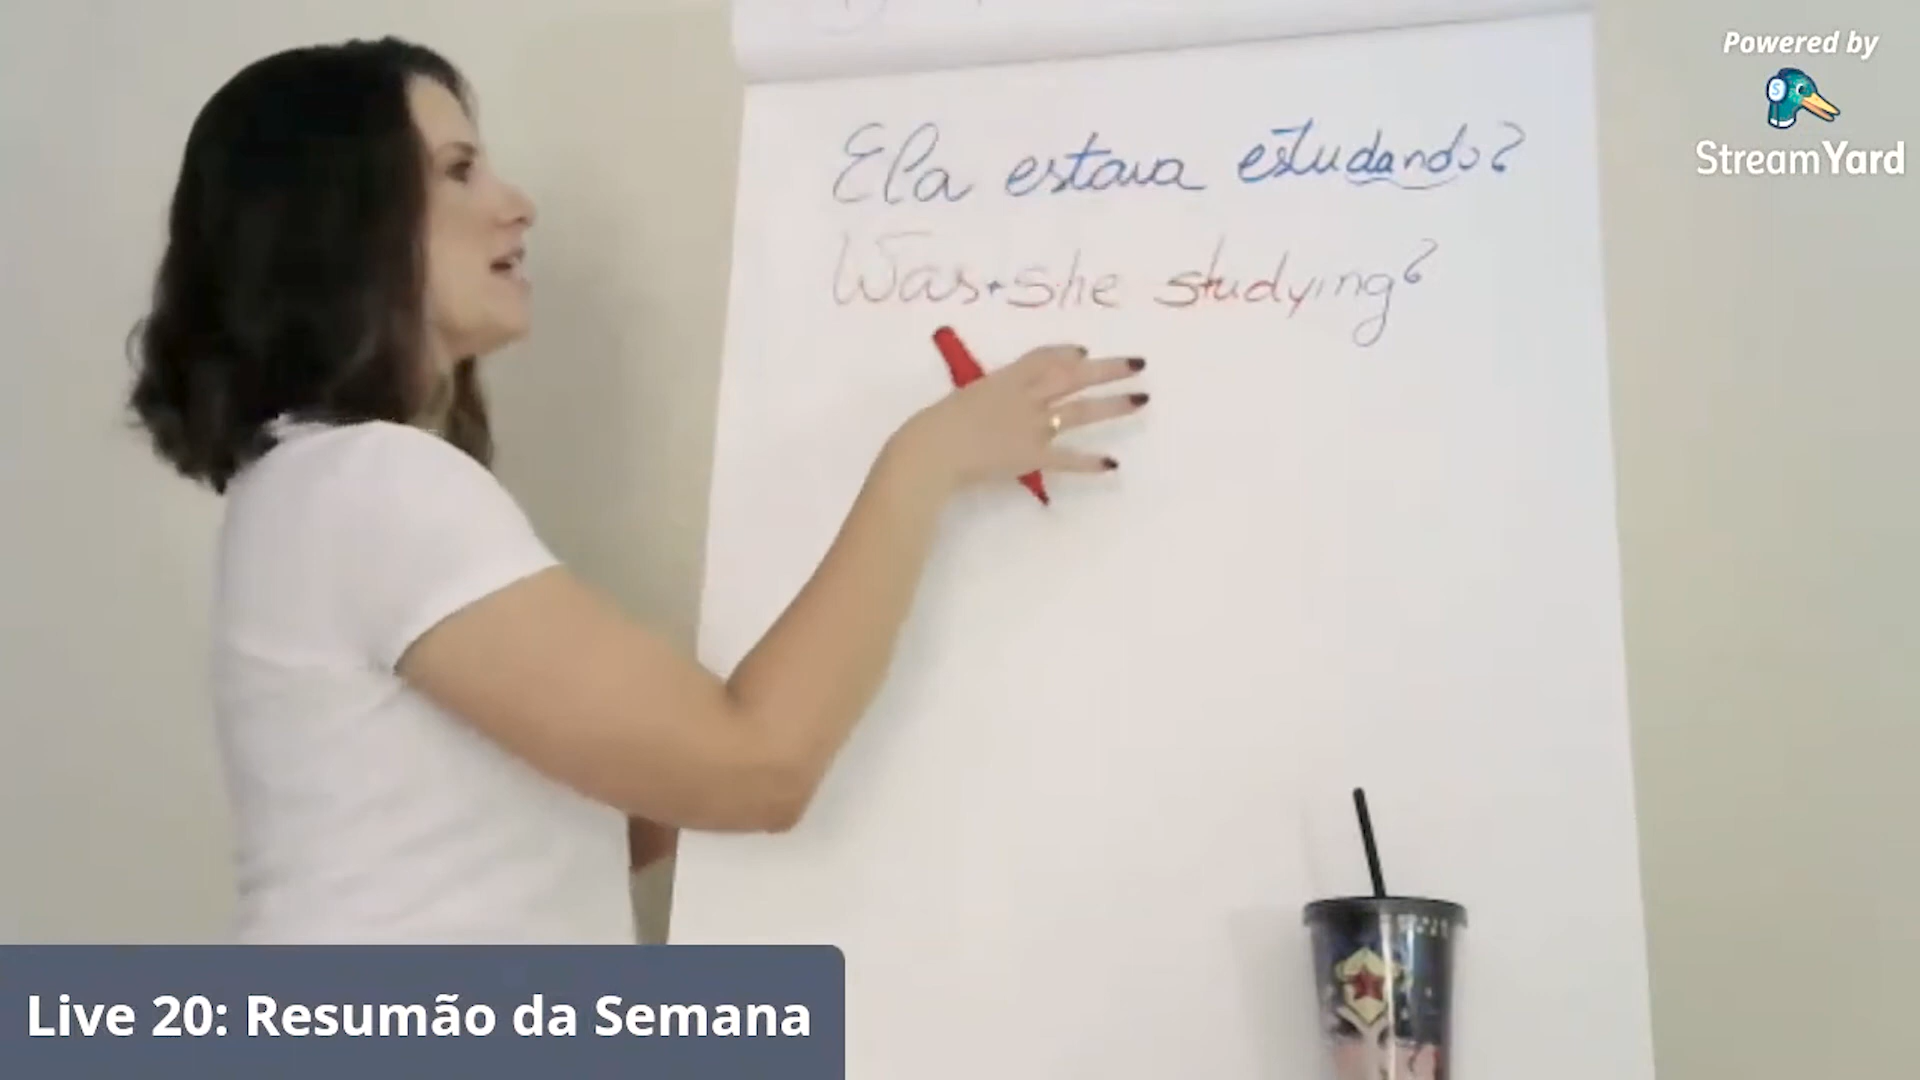 Powered by
StreamYard
Ela estava estudando?
Was she studying?
Live 20: Resumão da Semana